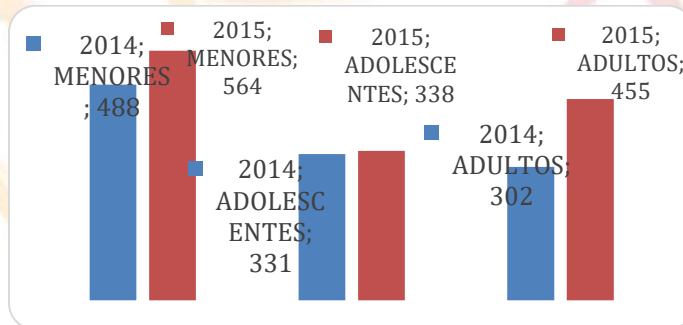 2014;
MENORES
; 488
2015;
MENORES;
564
2014;
ADOLESC
ENTES;
331
2015;
ADOLESCE
NTES; 338
2014;
ADULTOS;
302
2015;
ADULTOS;
455